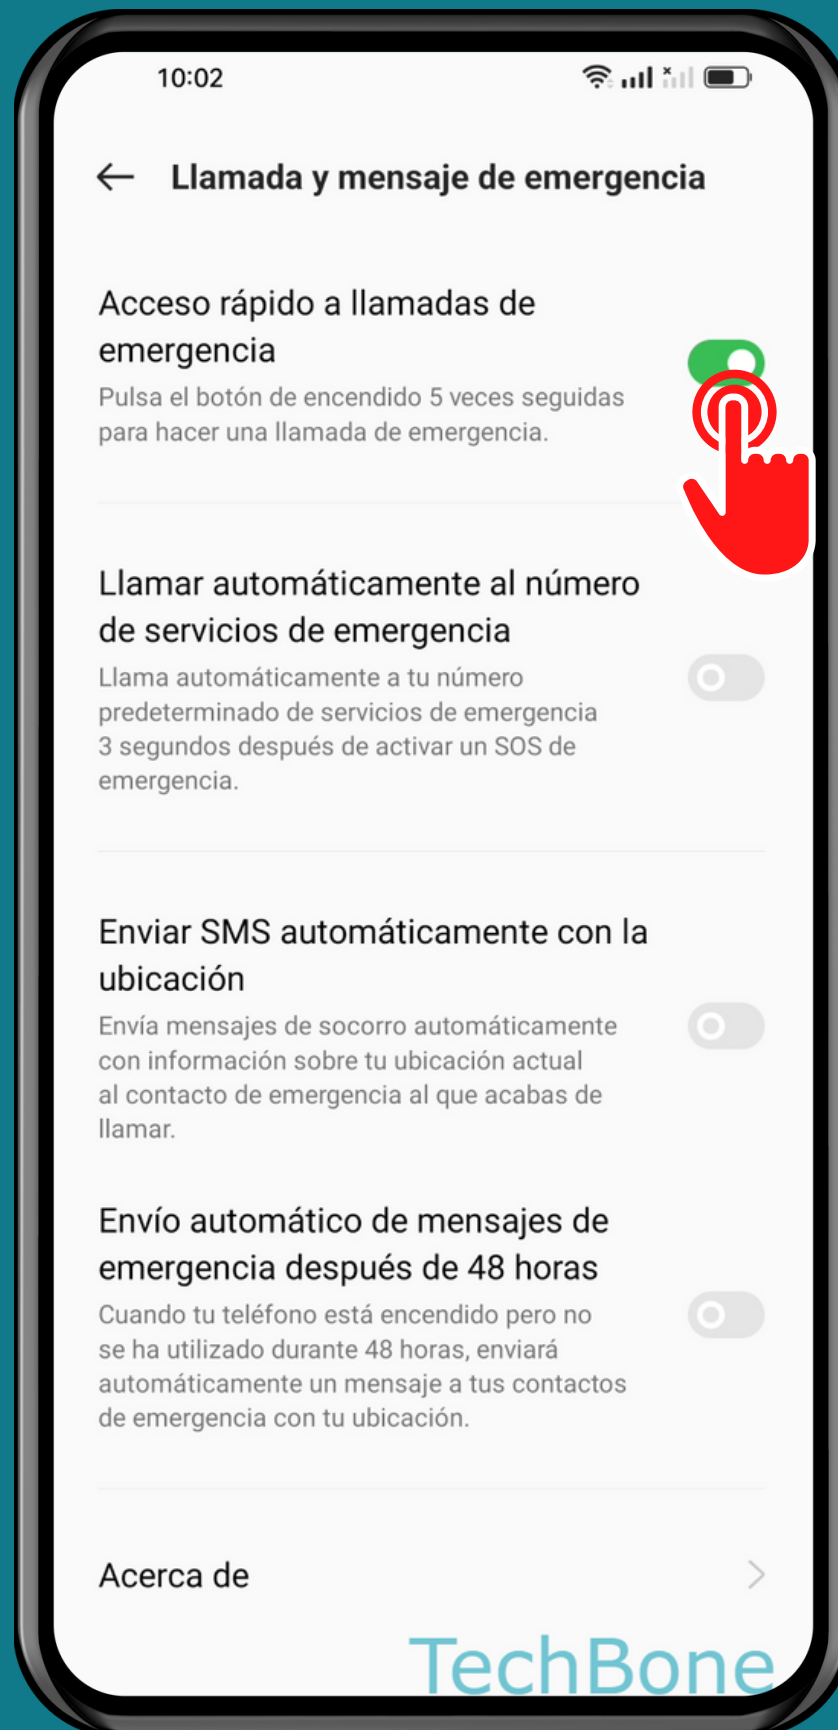 10:02
Llamada y mensaje de emergencia
Acceso rápido a llamadas de
emergencia
Pulsa el botón de encendido 5 veces seguidas
para hacer una llamada de emergencia.
Llamar automáticamente al número
de servicios de emergencia
Llama automáticamente a tu número
predeterminado de servicios de emergencia
3 segundos después de activar un SOS de
emergencia.
Enviar SMS automáticamente con la
ubicación
Envía mensajes de socorro automáticamente
con información sobre tu ubicación actual
al contacto de emergencia al que acabas de
llamar.
Envío automático de mensajes de
emergencia después de 48 horas
Cuando tu teléfono está encendido pero no
se ha utilizado durante 48 horas, enviará
automáticamente un mensaje a tus contactos
de emergencia con tu ubicación.
Acerca de
TechBone